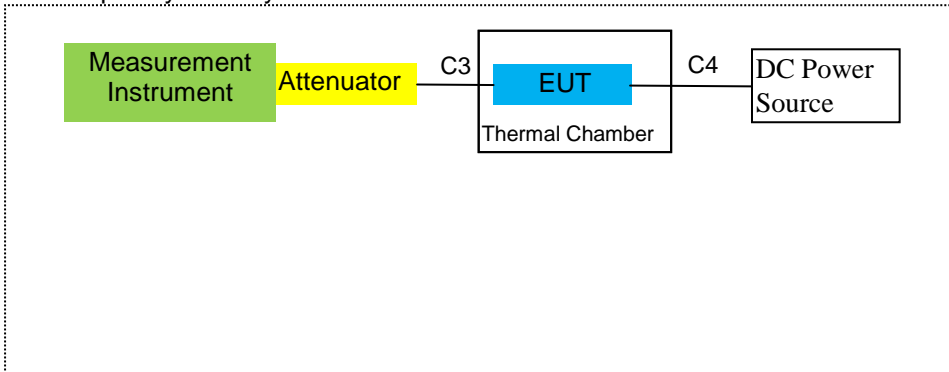 Measurement
Instrument
Attenuator
C3
EUT
Thermal Chamber
C4
DC Power
Source